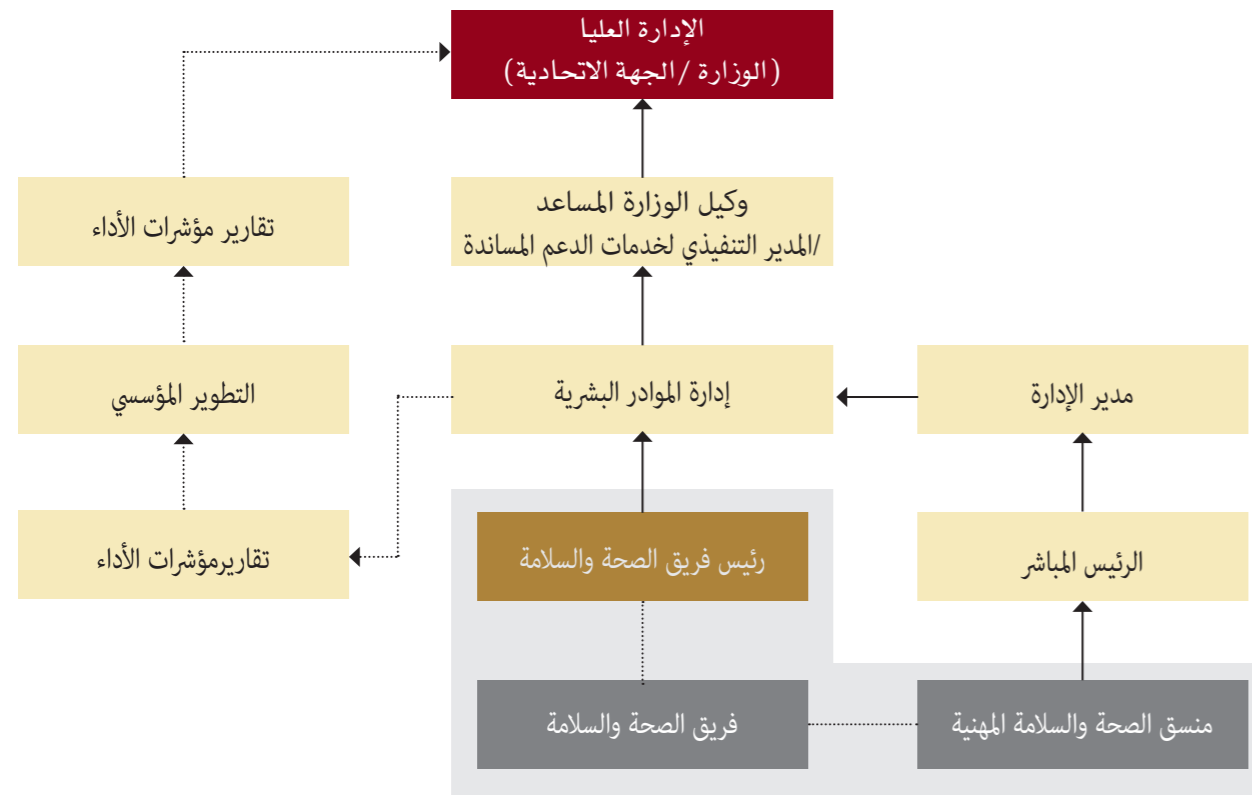 الإدارة العليا
(الوزارة /الجهة الاتحادية)
وكيل الوزارة المساعد
/المدير التنفيذي لخدمات الدعم المساندة
تقارير مؤشرات الأداء
مدير الإدارة
إدارة الموادر البشرية
التطوير المؤسسي
الرئيس المباشر
رئيس فريق الصحة والسلامة
تقاريرمؤشرات الأداء
منسق الصحة والسلامة المهنية
فريق الصحة والسلامة